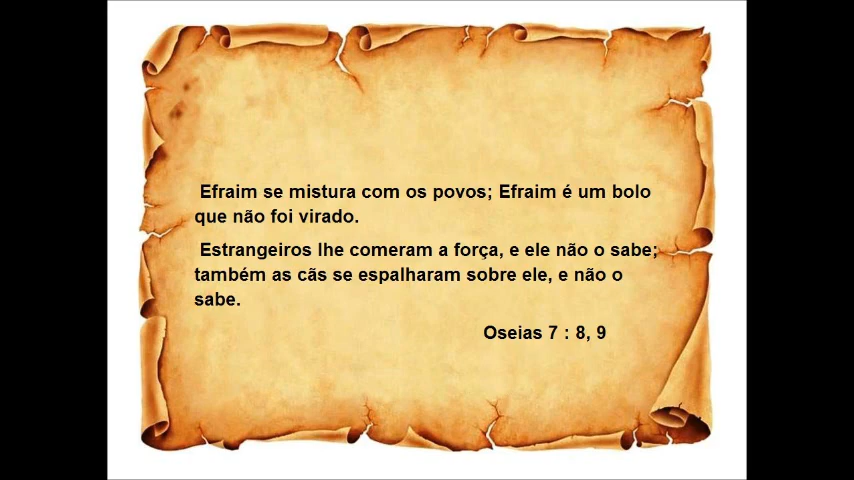 Efraim se mistura com os povos; Efraim é um bolo
que não foi virado.
Estrangeiros lhe comeram a força, e ele não o sabe;
também as cãs se espalharam sobre ele, e não o
sabe.
Oseias 7 : 8, 9